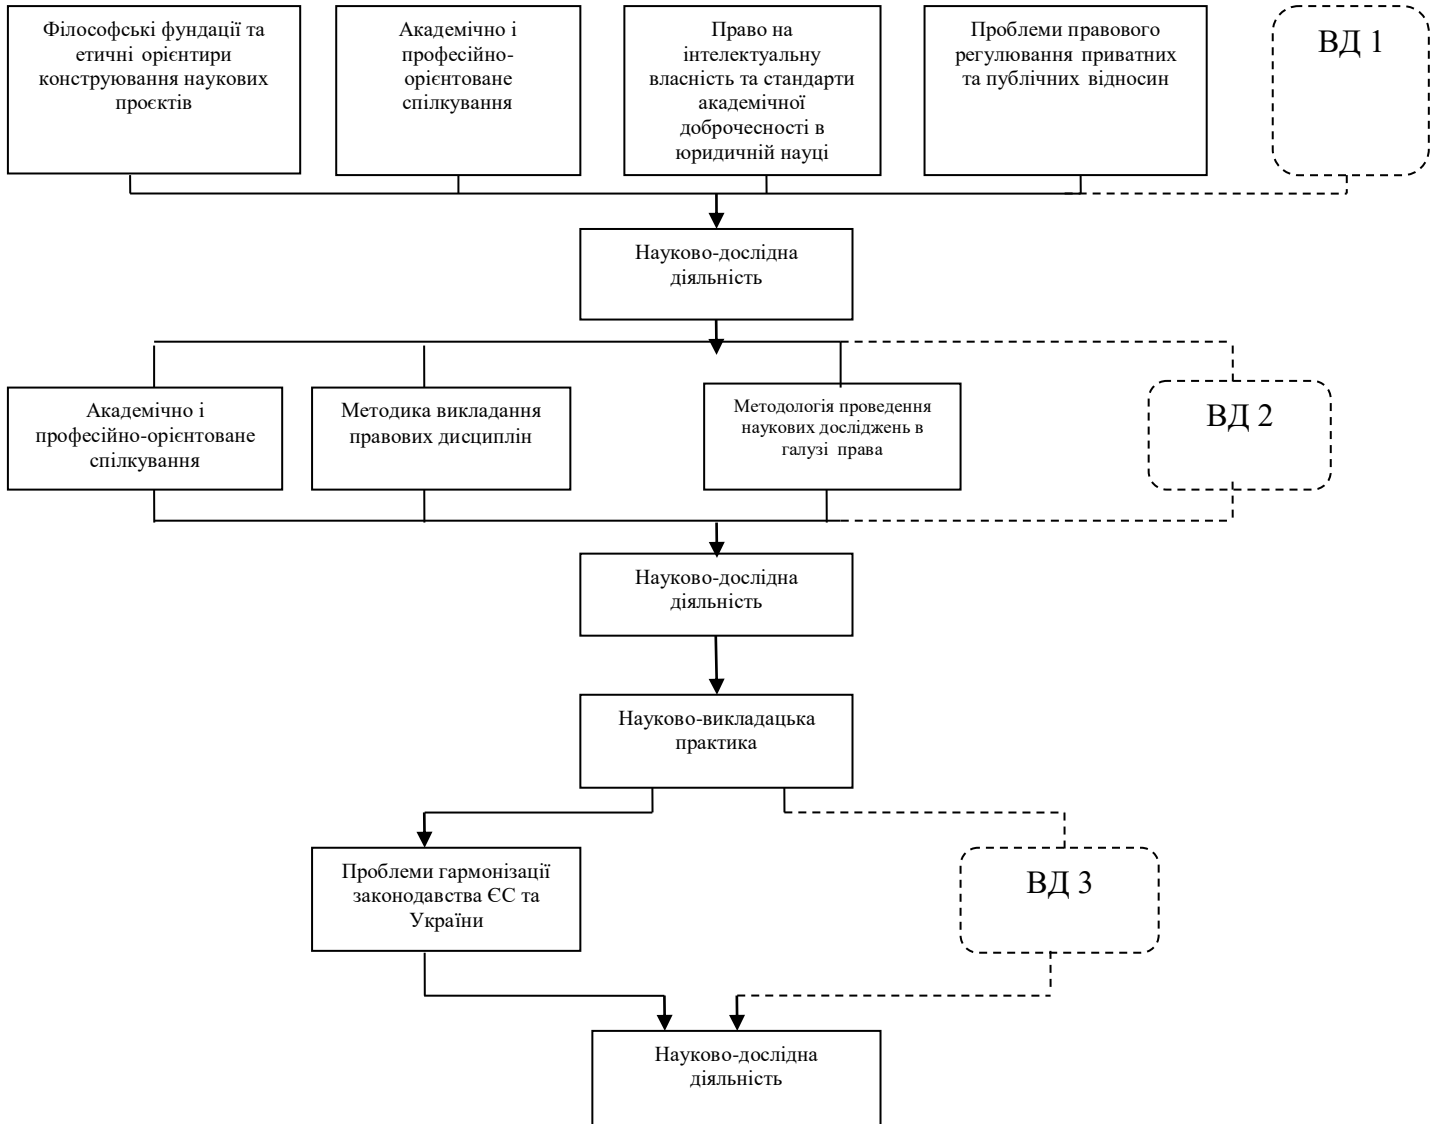 Філософські фундації та
етичні орієнтири
конструювання наукових
проєктів
Академічно і
професійно-
орієнтоване
спілкування
Право на
інтелектуальну
власність та стандарти
академічної
доброчесності в
юридичній науці
Проблеми правового
регулювання приватних
та публічних відносин
ВД 1
Науково-дослідна
діяльність
Академічно і
професійно-орієнтоване
спілкування
Методика викладання
правових дисциплін
Методологія проведення
наукових досліджень в
галузі права
ВД 2
Науково-дослідна
діяльність
Науково-викладацька
практика
Проблеми гармонізації
законодавства ЄС та
України
ВД 3
Науково-дослідна
діяльність